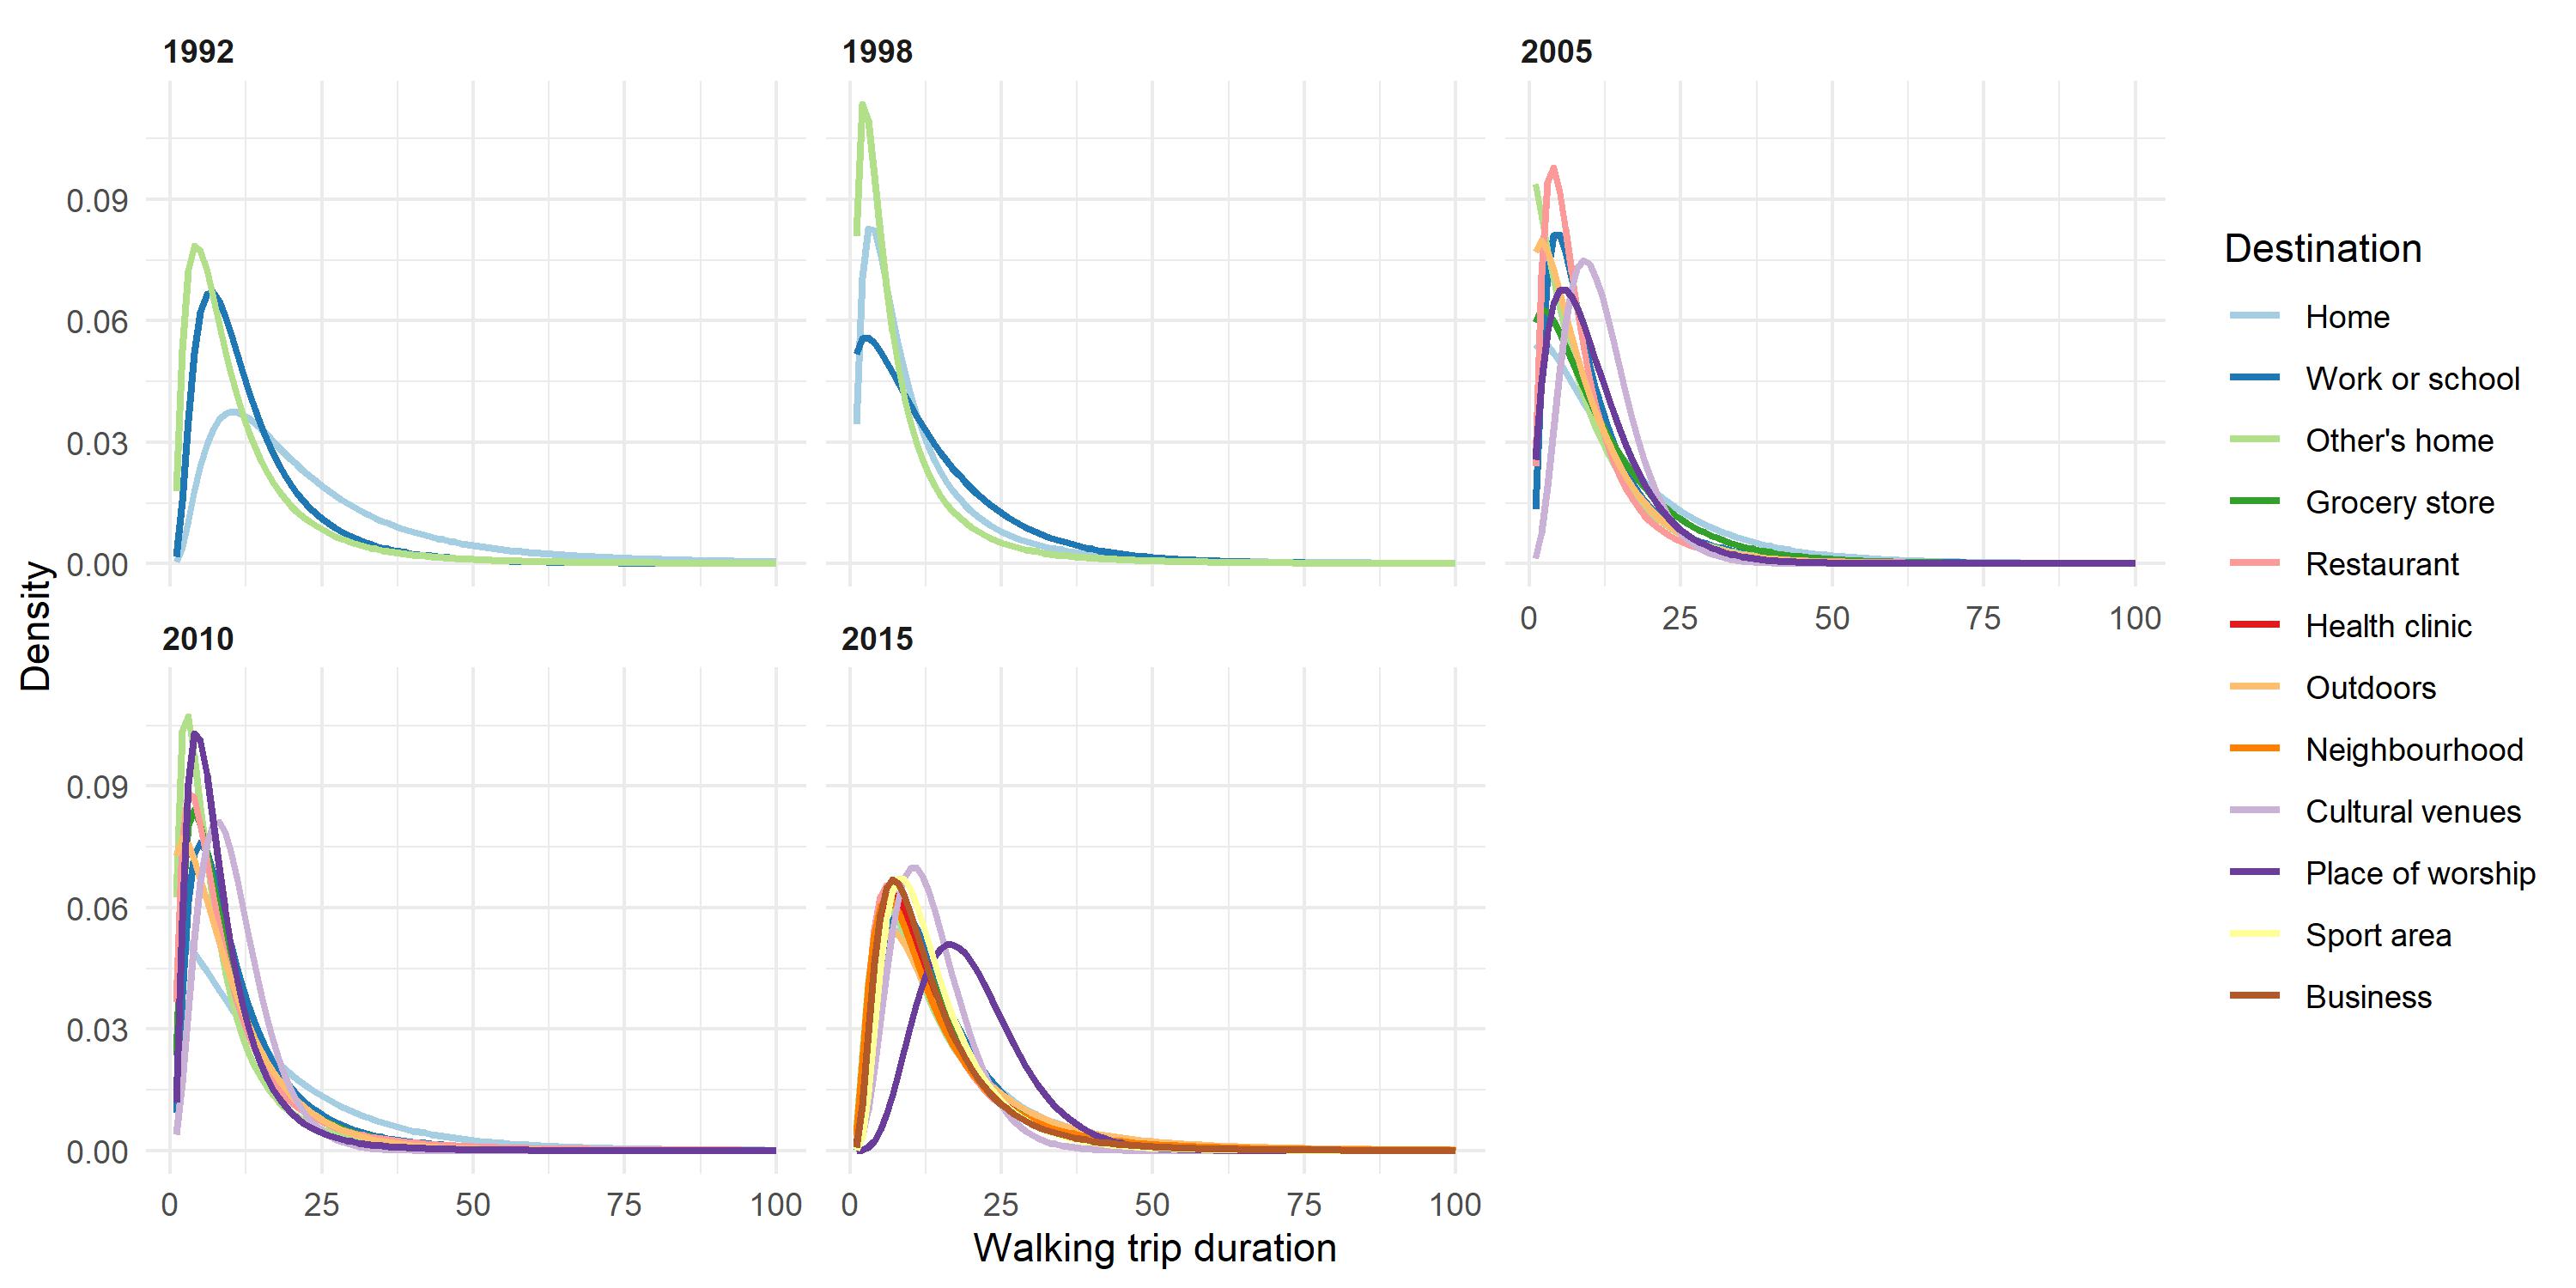 1992
1998
2005
0.09
0.06
0.03
0.00
0 25 50 75 100
2010
2015
0.09
0.06
0.03
0.00
0 25 50 75 100
0 25 50 75 100
Density
Walking trip duration
Destination
Home
Work or school
Other's home
Grocery store
Restaurant
Health clinic
Outdoors
Neighbourhood
Cultural venues
Place of worship
Sport area
Business